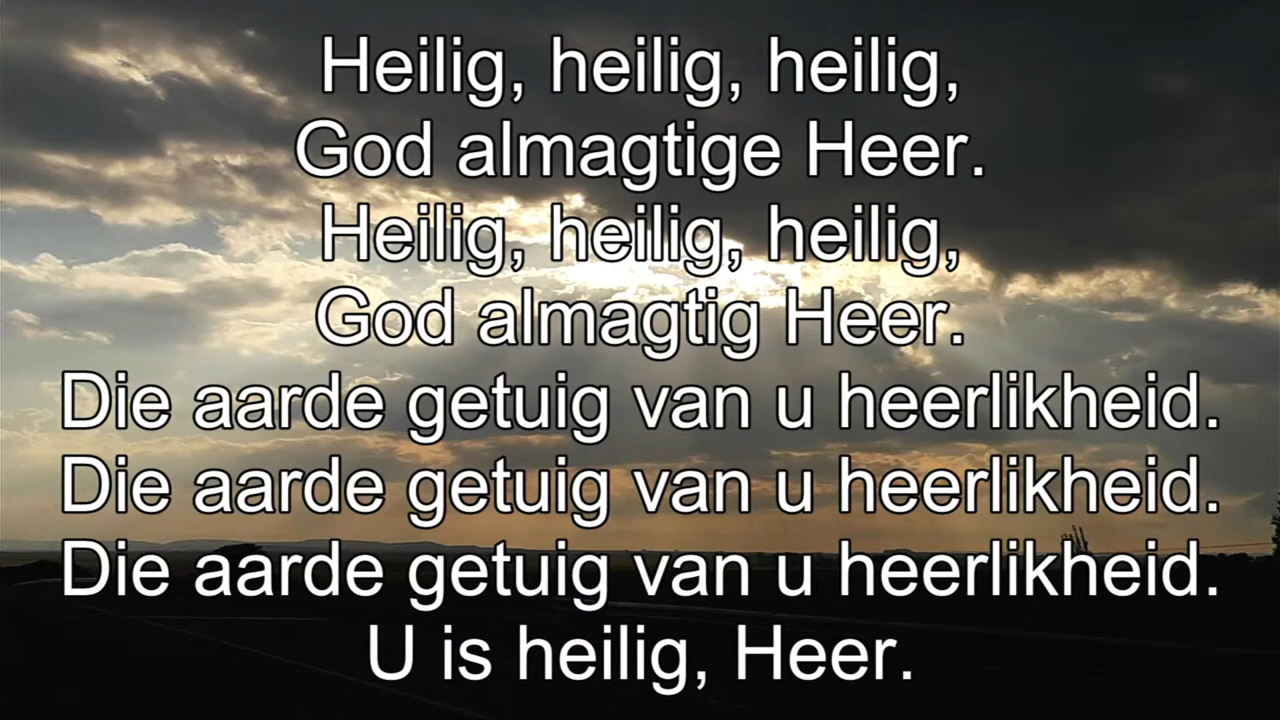 Heilig, heilig, heilig,
God almagtige Heer.
Heilig, heilig, heilig,
God almagtig Heer.
Die aarde getuig van u heerlikheid.
Die aarde getuig van u heerlikheid.
Die aarde getuig van u heerlikheid.
U is heilig, Heer.